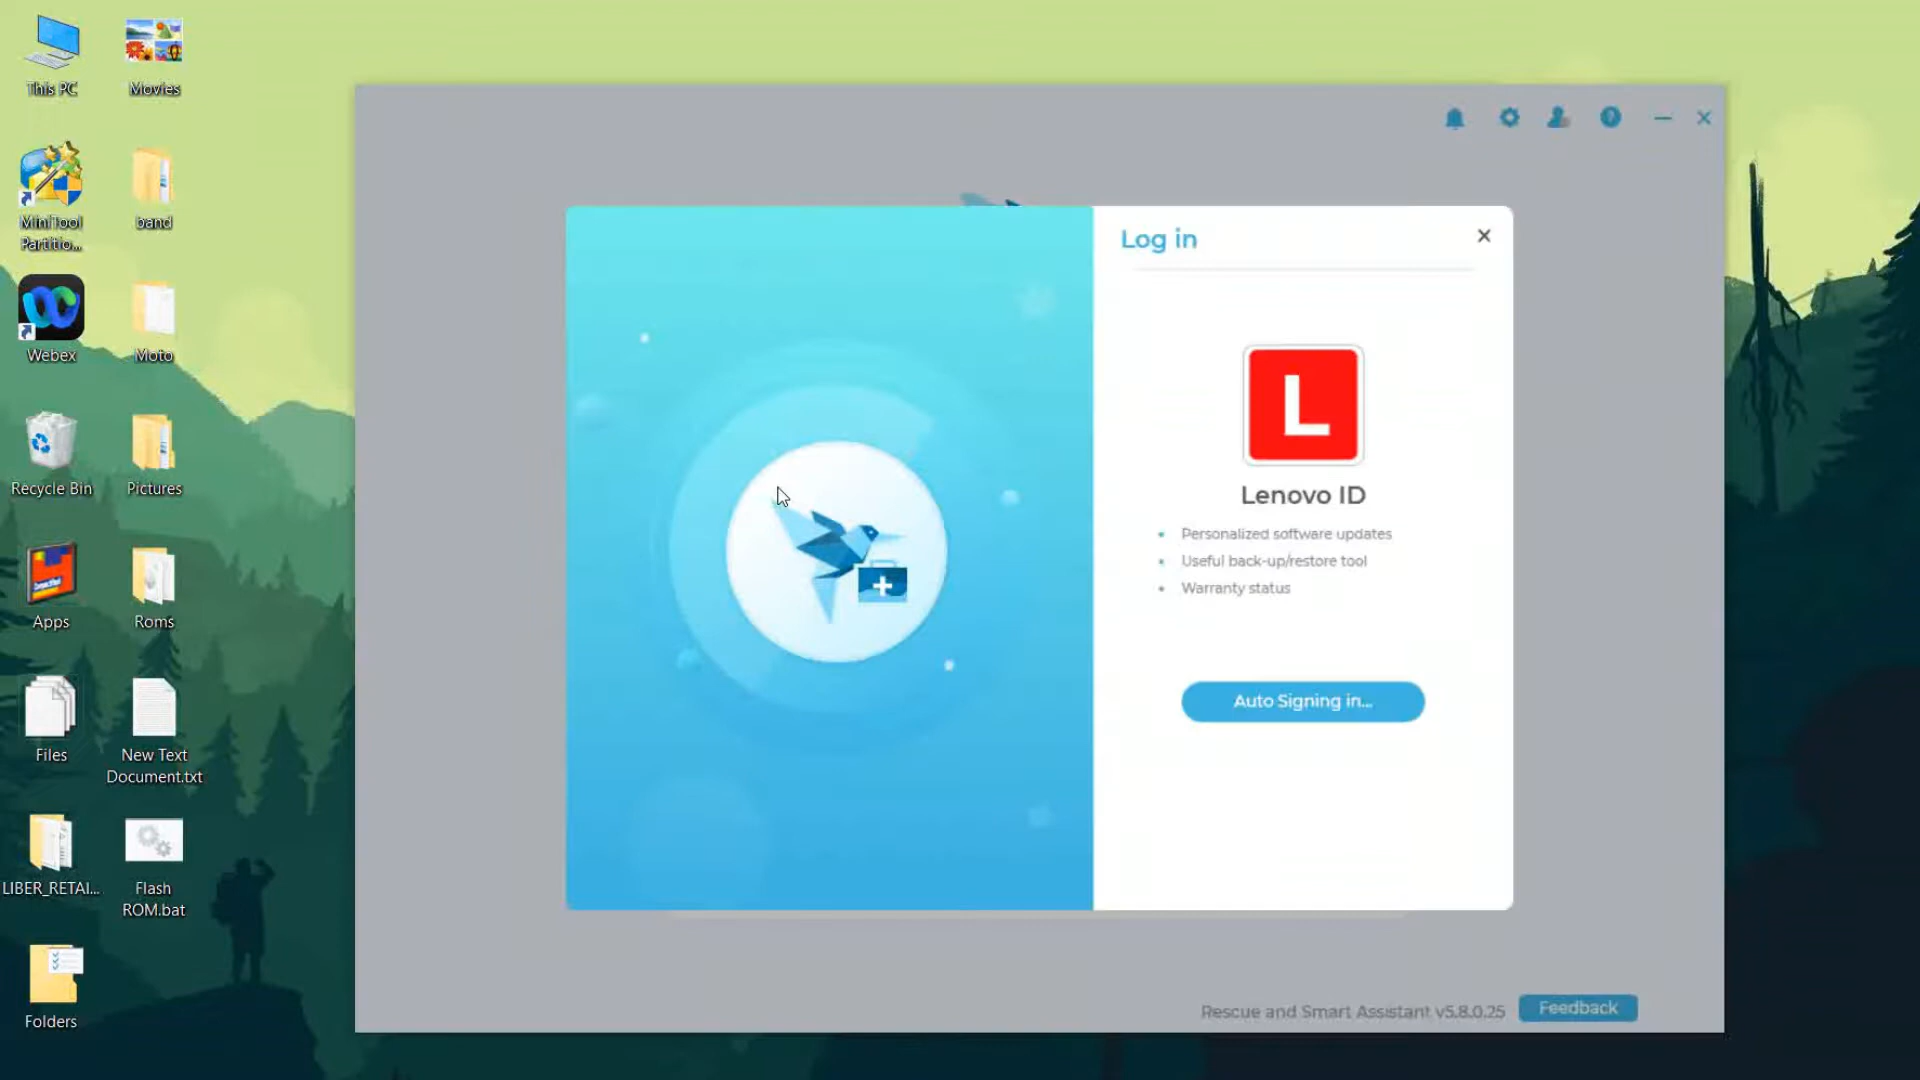 This PC
Movies
MiniTool
Partitio...
band
Webex
Moto
Recycle Bin
Pictures
Apps
Roms
Files
New Text
Document.txt
LIBER_RETAI...
Flash
ROM.bat
Folders
Log in
L
Lenovo ID
Personalized software updates
Useful back-up/restore tool
Warranty status
Auto Signing in...
Rescue and Smart Assistant v5.8.0.25
Feedback